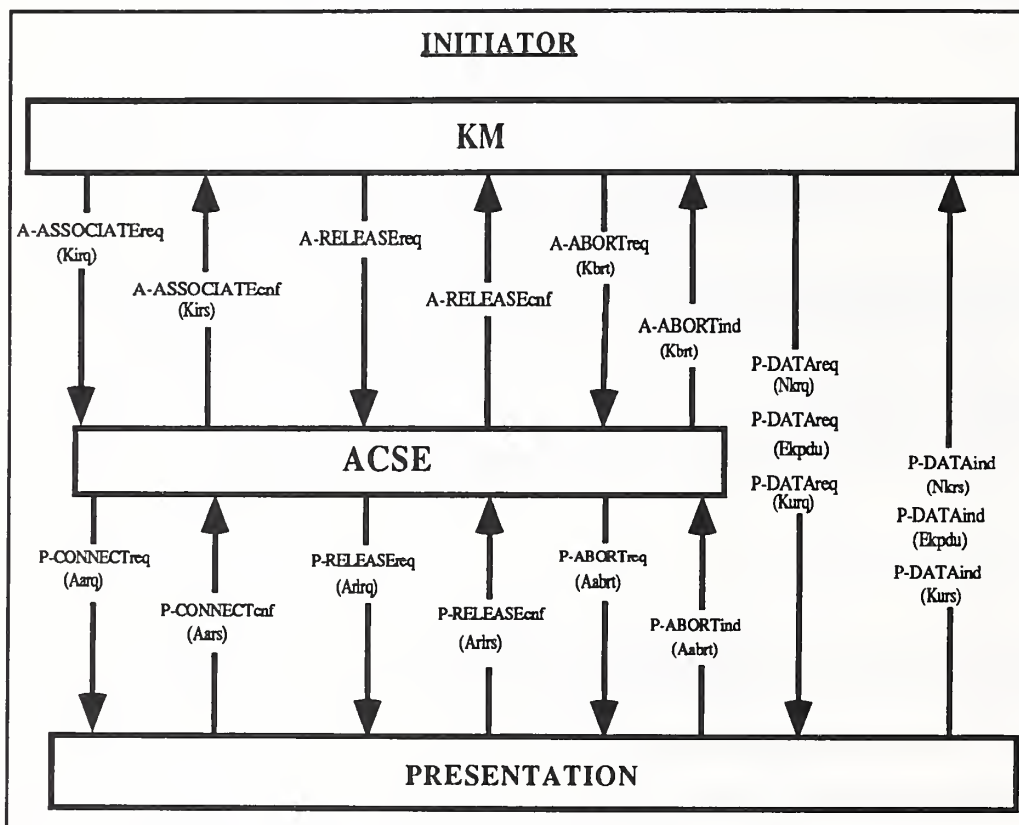 INITIATOR
KM
A-ASSOCIATEreq
(Kirq)
A-ASSOCIATEcnf
(Kirs)
A-RELEASEreq
A-RELEASEcnf
A-ABORTreq
(Kbrt)
A-ABORTind
(Kbrt)
P-DATAreq
(Nkrq)
P-DATAreq
(Ekpdu)
P-DATAreq
(Kurq)
P-DATAind
(Nkrs)
P-DATAind
(Ekpdu)
P-DATAind
(Kurs)
ACSE
P-CONNECTreq
(Aarq)
P-CONNECTcnf
(Aars)
P-RELEASEreq
(Arlrq)
P-RELEASEcnf
(Arlrs)
P-ABORTreq
(Aabrt)
P-ABORTind
(Aabrt)
PRESENTATION